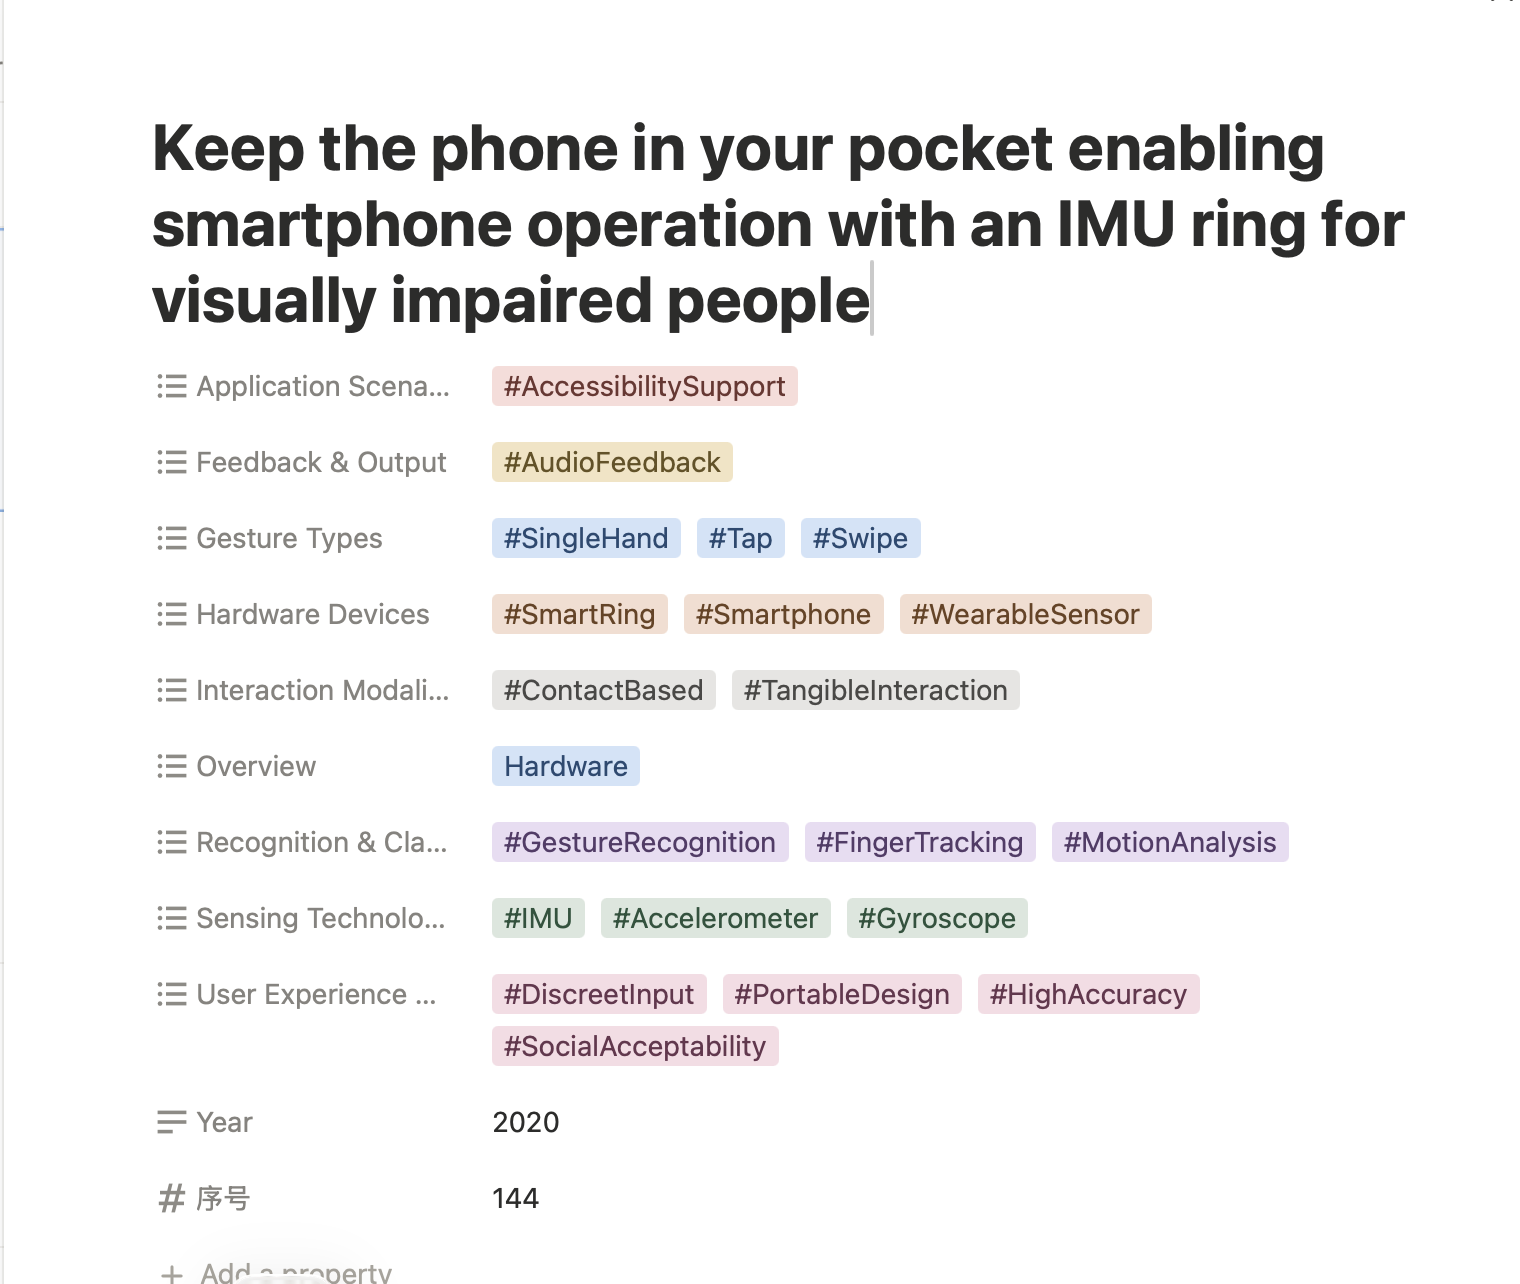 Keep the phone in your pocket enabling
smartphone operation with an IMU ring for
visually impaired people
Application Scena... #AccessibilitySupport
Feedback & Output #AudioFeedback
Gesture Types #SingleHand #Tap #Swipe
Hardware Devices #SmartRing #Smartphone #WearableSensor
Interaction Modali... #ContactBased #TangibleInteraction
Overview Hardware
Recognition & Cla... #GestureRecognition #FingerTracking #MotionAnalysis
Sensing Technolo... #IMU #Accelerometer #Gyroscope
User Experience ... #DiscreetInput #PortableDesign #HighAccuracy
#SocialAcceptability
Year 2020
序号 144
Add a property